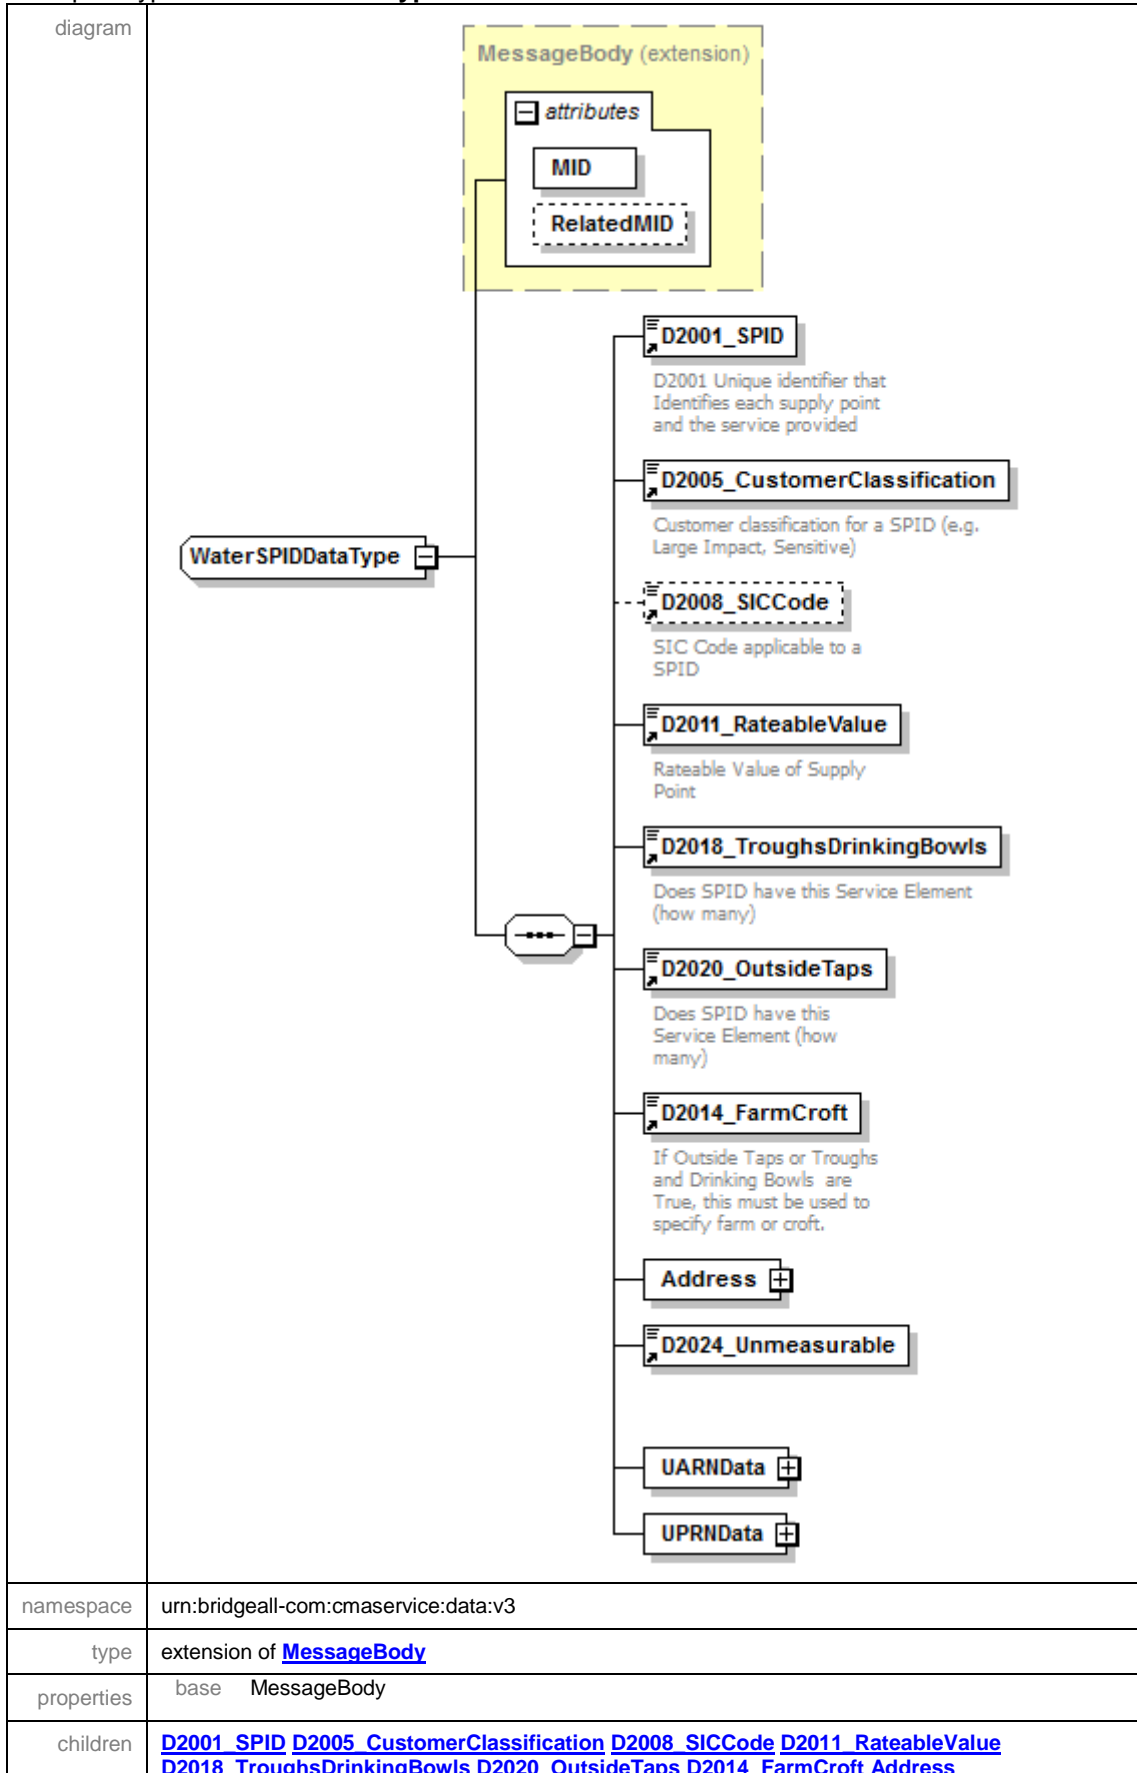 diagram
MessageBody (extension)
attributes
MID
RelatedMID
D2001_SPID
D2001 Unique identifier that
Identifies each supply point
and the service provided
D2005_CustomerClassification
Customer classification for a SPID (e.g.
Large Impact, Sensitive)
WaterSPIDDataType
D2008_SICCode
SIC Code applicable to a
SPID
D2011_RateableValue
Rateable Value of Supply
Point
D2018_TroughsDrinkingBowls
Does SPID have this Service Element
(how many)
D2020_OutsideTaps
Does SPID have this
Service Element (how
many)
D2014_FarmCroft
If Outside Taps or Troughs
and Drinking Bowls are
True, this must be used to
specify farm or croft.
Address
D2024_Unmeasurable
UARNData
UPRNData
namespace urn:bridgeall-com:cmaservice:data:v3
type extension of MessageBody
properties base MessageBody
children D2001_SPID D2005_CustomerClassification D2008_SICCode D2011_RateableValue
D2018_TroughsDrinkingBowls D2020_OutsideTaps D2014_FarmCroft Address